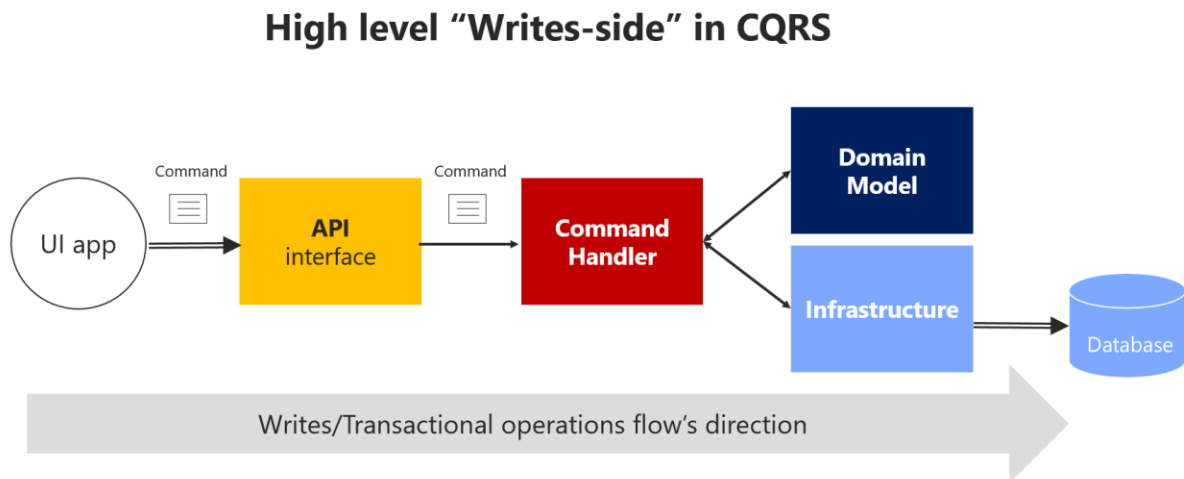 High level “Writes-side” in CQRS
Command
Command
UI app
API
interface
Command
Handler
Domain
Model
Infrastructure
Database
Writes/Transactional operations flow’s direction